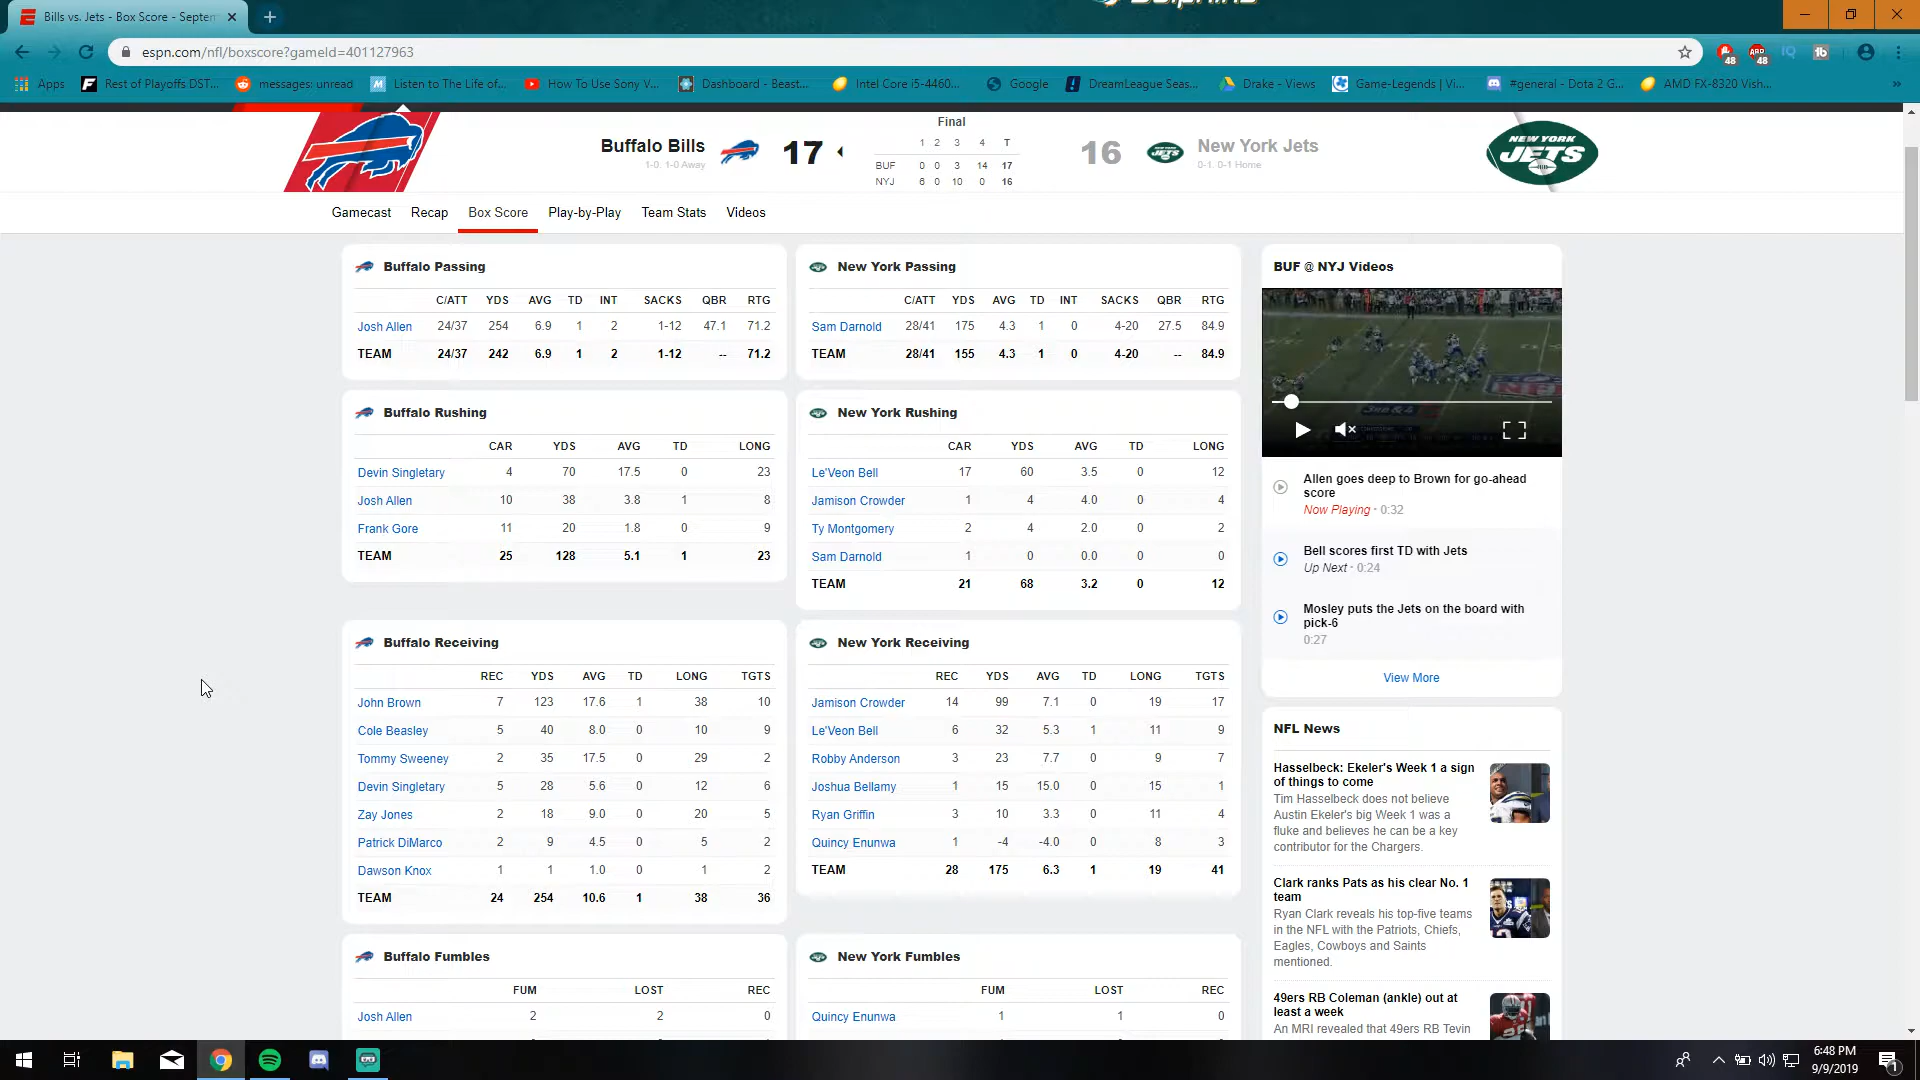 Bills vs. Jets - Box Score - Septem
espn.com/nfl/boxscore?gameId=401127963
48
ABP
48
Apps
Rest of Playoffs DST...
messages: unread
Listen to The Life of...
How To Use Sony V...
Dashboard - Beast...
Intel Core i5-4460...
Google
DreamLeague Seas...
Drake - Views
Game-Legends | Vi...
#general - Dota 2 G...
AMD FX-8320 Vish...
Buffalo Bills
1-0, 1-0 Away
17
Final
1 2 3 4 T
BUF 0 0 3 14 17
NYJ 6 0 10 0 16
16
New York Jets
0-1, 0-1 Home
NEW YORK
JETS
Gamecast Recap Box Score Play-by-Play Team Stats Videos
Buffalo Passing
C/ATT YDS AVG TD INT SACKS QBR RTG
Josh Allen 24/37 254 6.9 1 2 1-12 47.1 71.2
TEAM 24/37 242 6.9 1 2 1-12 -- 71.2
New York Passing
C/ATT YDS AVG TD INT SACKS QBR RTG
Sam Darnold 28/41 175 4.3 1 0 4-20 27.5 84.9
TEAM 28/41 155 4.3 1 0 4-20 -- 84.9
Buffalo Rushing
CAR YDS AVG TD LONG
Devin Singletary 4 70 17.5 0 23
Josh Allen 10 38 3.8 1 8
Frank Gore 11 20 1.8 0 9
TEAM 25 128 5.1 1 23
New York Rushing
CAR YDS AVG TD LONG
Le'Veon Bell 17 60 3.5 0 12
Jamison Crowder 1 4 4.0 0 4
Ty Montgomery 2 4 2.0 0 2
Sam Darnold 1 0 0.0 0 0
TEAM 21 68 3.2 0 12
Buffalo Receiving
REC YDS AVG TD LONG TGTS
John Brown 7 123 17.6 1 38 10
Cole Beasley 5 40 8.0 0 10 9
Tommy Sweeney 2 35 17.5 0 29 2
Devin Singletary 5 28 5.6 0 12 6
Zay Jones 2 18 9.0 0 20 5
Patrick DiMarco 2 9 4.5 0 5 2
Dawson Knox 1 1 1.0 0 1 2
TEAM 24 254 10.6 1 38 36
New York Receiving
REC YDS AVG TD LONG TGTS
Jamison Crowder 14 99 7.1 0 19 17
Le'Veon Bell 6 32 5.3 1 11 9
Robby Anderson 3 23 7.7 0 9 7
Joshua Bellamy 1 15 15.0 0 15 1
Ryan Griffin 3 10 3.3 0 11 4
Quincy Enunwa 1 -4 -4.0 0 8 3
TEAM 28 175 6.3 1 19 41
Buffalo Fumbles
FUM LOST REC
Josh Allen 2 2 0
New York Fumbles
FUM LOST REC
Quincy Enunwa 1 1 0
BUF @ NYJ Videos
NFL
3RD & 4
Allen goes deep to Brown for go-ahead
score
Now Playing · 0:32
Bell scores first TD with Jets
Up Next · 0:24
Mosley puts the Jets on the board with
pick-6
0:27
View More
NFL News
Hasselbeck: Ekeler's Week 1 a sign
of things to come
Tim Hasselbeck does not believe
Austin Ekeler's big Week 1 was a
fluke and believes he can be a key
contributor for the Chargers.
Clark ranks Pats as his clear No. 1
team
Ryan Clark reveals his top-five teams
in the NFL with the Patriots, Chiefs,
Eagles, Cowboys and Saints
mentioned.
49ers RB Coleman (ankle) out at
least a week
An MRI revealed that 49ers RB Tevin
6:48 PM
9/9/2019
1